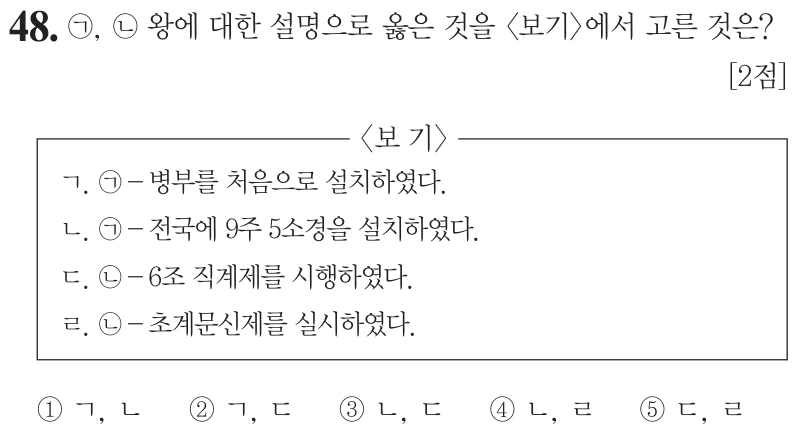 48. ㉠, ㉡ 왕에 대한 설명으로 옳은 것을 <보기>에서 고른 것은?
[2점]
<보 기>
ㄱ. ㉠ - 병부를 처음으로 설치하였다.
ㄴ. ㉠ - 전국에 9주 5소경을 설치하였다.
ㄷ. ㉡ - 6조 직계제를 시행하였다.
ㄹ. ㉡ - 초계문신제를 실시하였다.
① ㄱ, ㄴ ② ㄱ, ㄷ ③ ㄴ, ㄷ ④ ㄴ, ㄹ ⑤ ㄷ, ㄹ